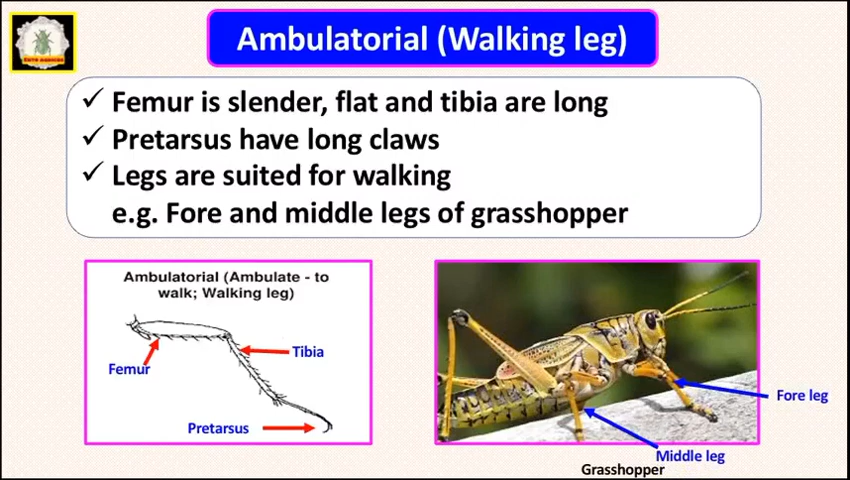 Ambulatorial (Walking leg)
✓ Femur is slender, flat and tibia are long
✓ Pretarsus have long claws
✓ Legs are suited for walking
e.g. Fore and middle legs of grasshopper
Ambulatorial (Ambulate - to
walk; Walking leg)
Femur
Tibia
Pretarsus
Fore leg
Middle leg
Grasshopper